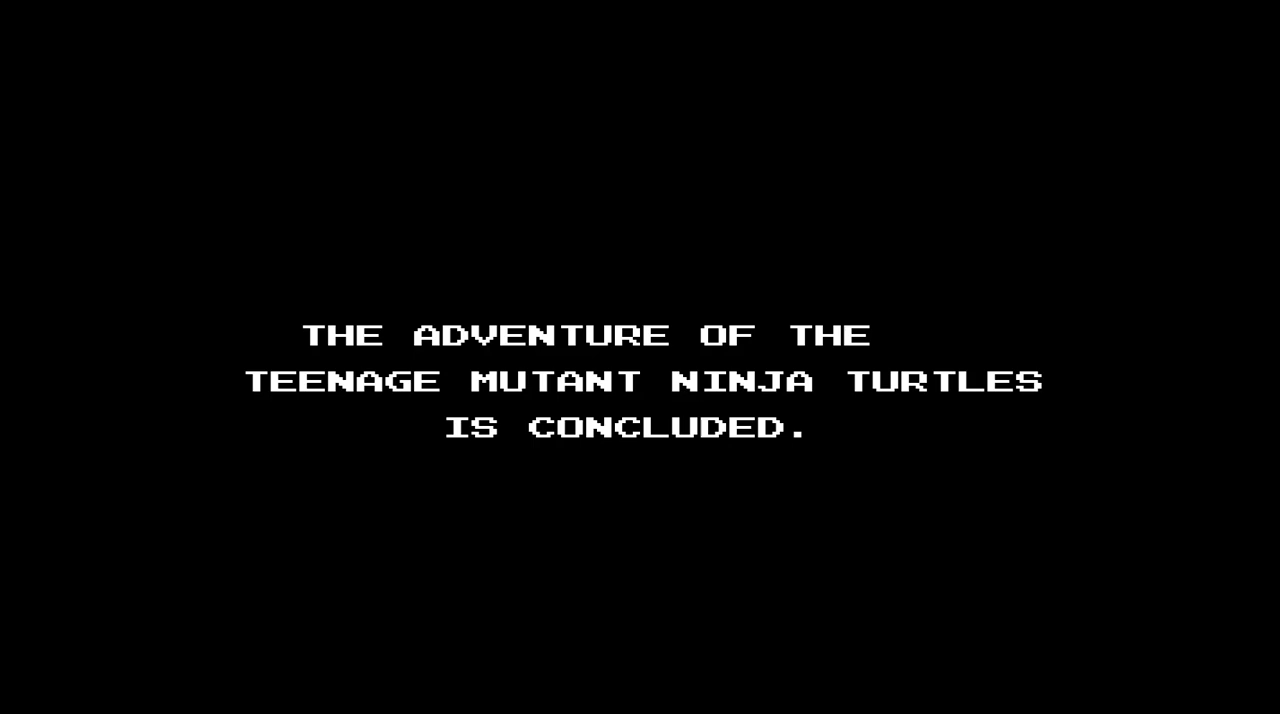 THE ADVENTURE OF THE
TEENAGE MUTANT NINJA TURTLES
IS CONCLUDED.